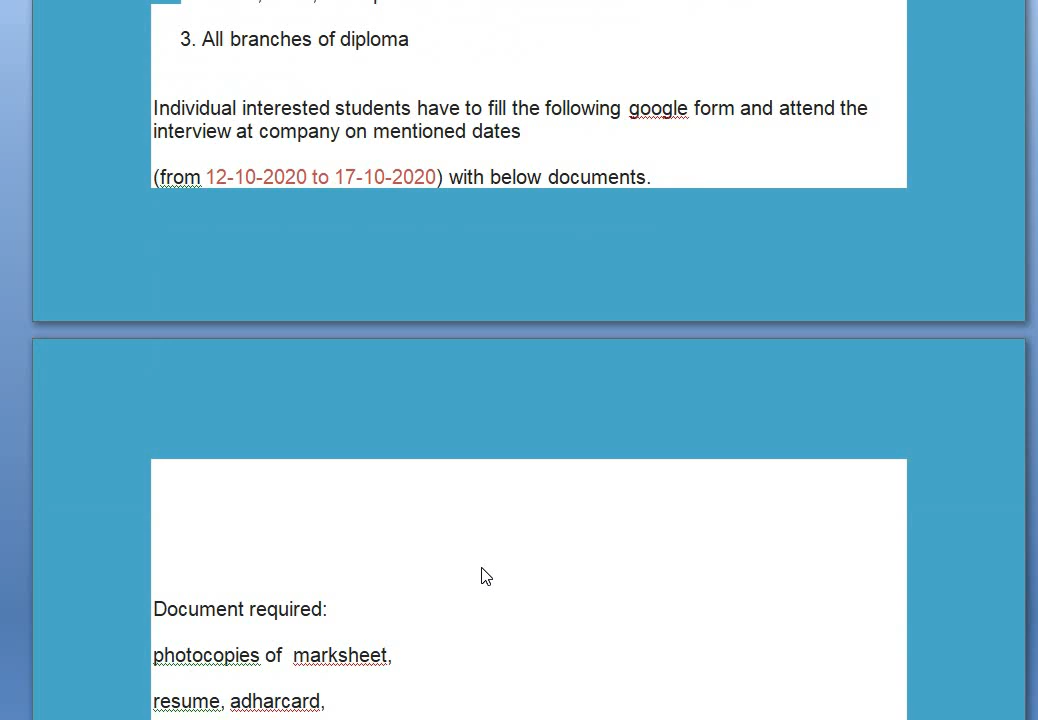 3. All branches of diploma
Individual interested students have to fill the following google form and attend the
interview at company on mentioned dates
(from 12-10-2020 to 17-10-2020) with below documents.
Document required:
photocopies of marksheet,
resume, adharcard,